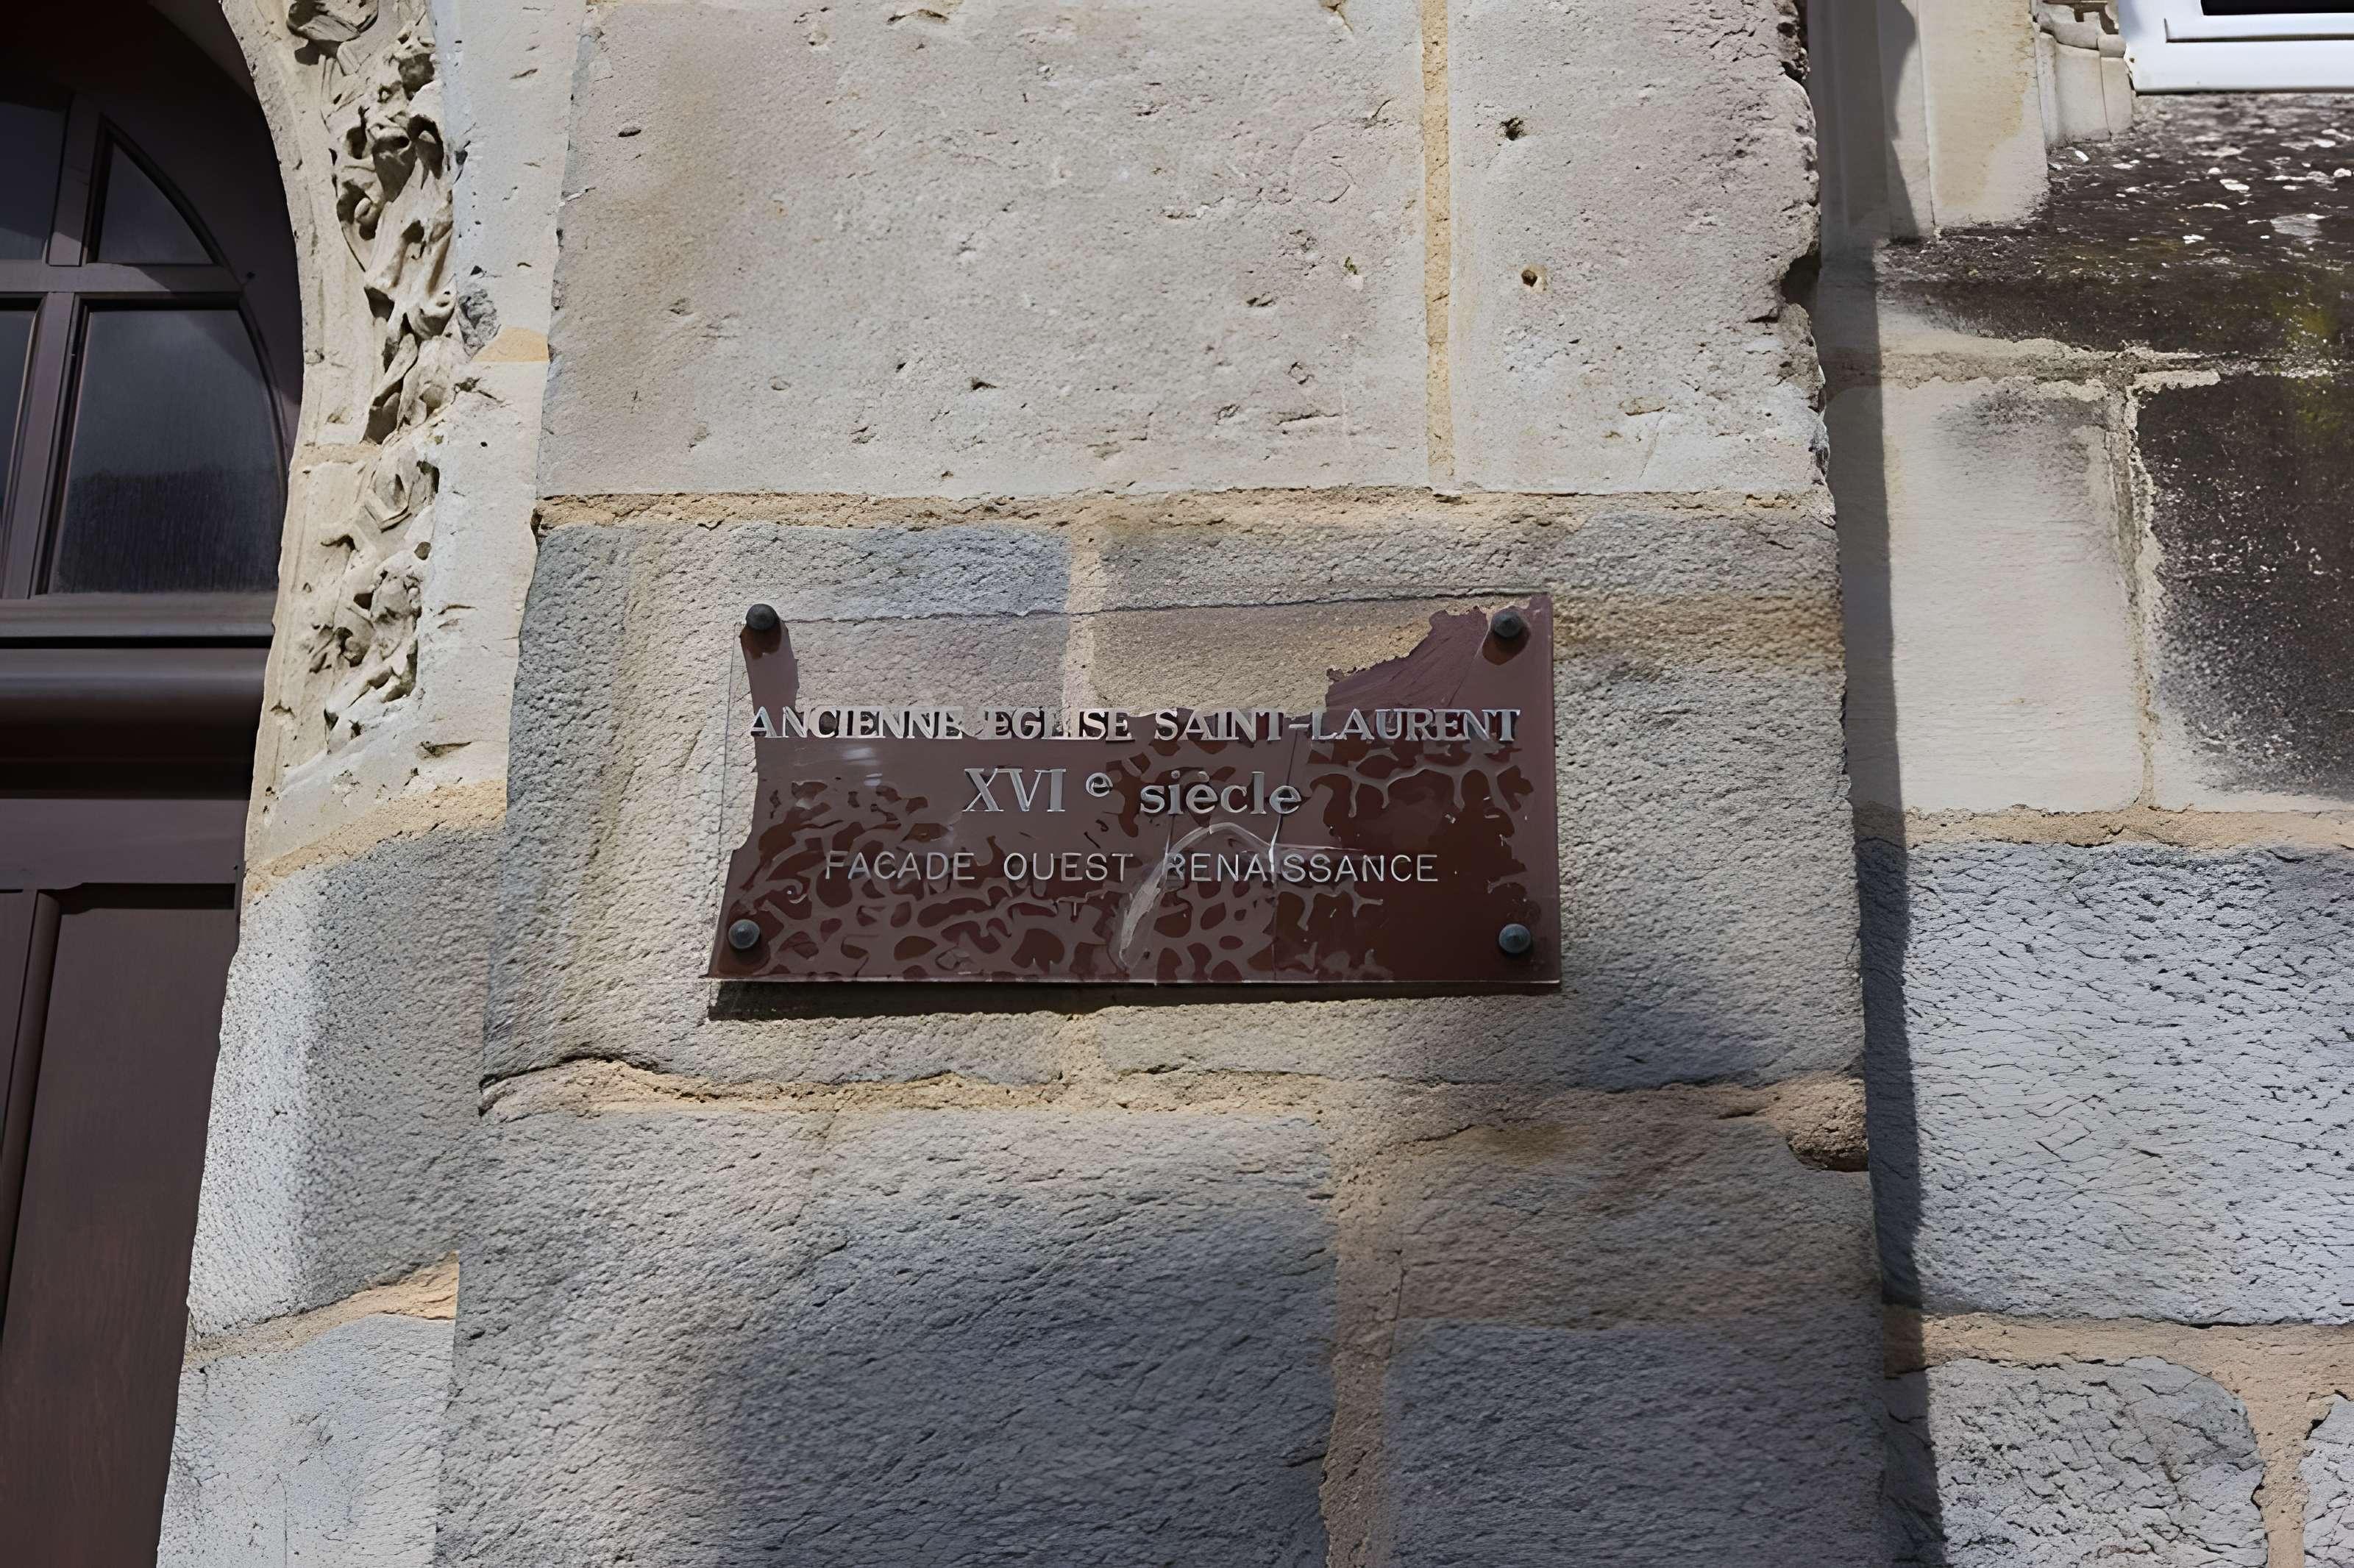 ANCIENNE EGLISE SAINT-LAURENT
XVI e siècle
FACADE OUEST RENAISSANCE